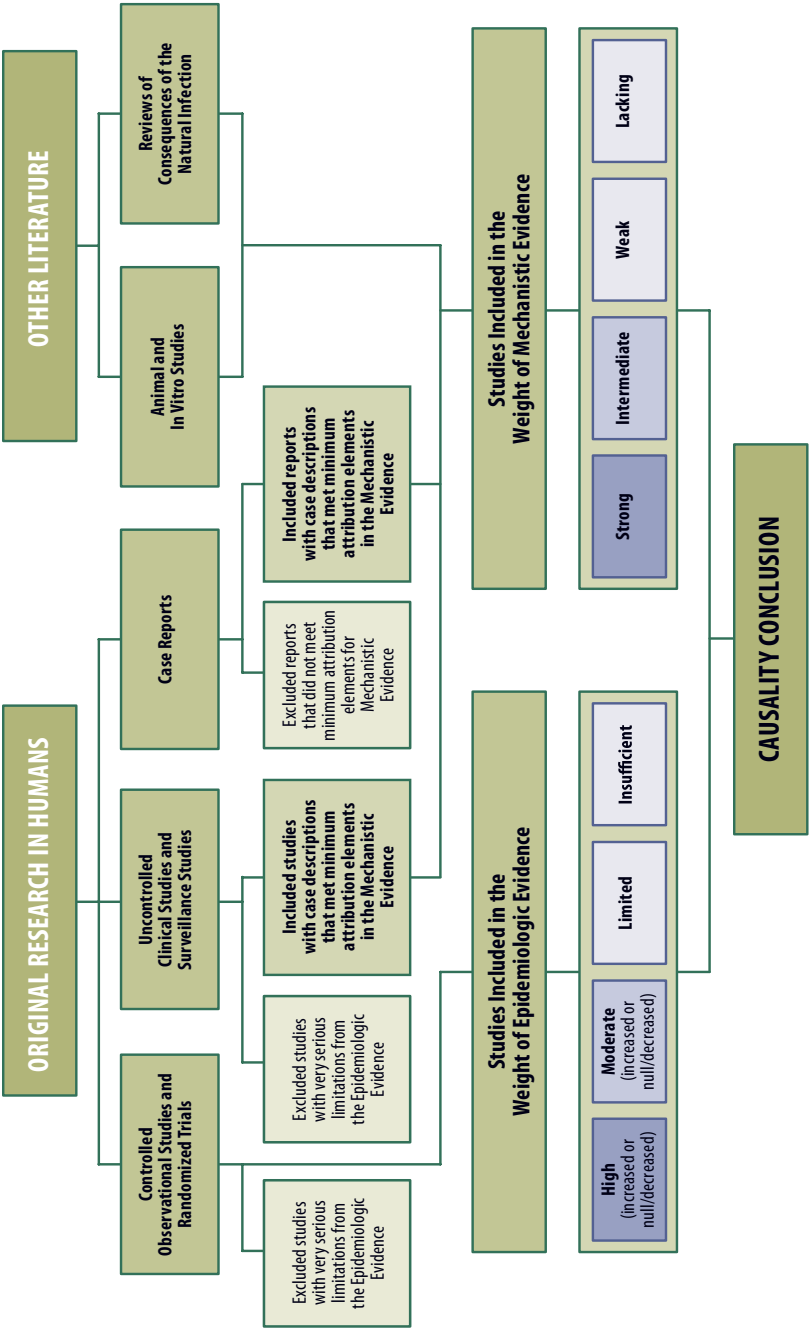 ORIGINAL RESEARCH IN HUMANS
OTHER LITERATURE
Controlled
Observational Studies and
Randomized Trials
Uncontrolled
Clinical Studies and
Surveillance Studies
Case Reports
Animal and
In Vitro Studies
Reviews of
Consequences of the
Natural Infection
Excluded studies
with very serious
limitations from
the Epidemiologic
Evidence
Excluded studies
with very serious
limitations from
the Epidemiologic
Evidence
Included studies
with case descriptions
that met minimum
attribution elements
in the Mechanistic
Evidence
Excluded reports
that did not meet
minimum attribution
elements for
Mechanistic
Evidence
Included reports
with case descriptions
that met minimum
attribution elements
in the Mechanistic
Evidence
Studies Included in the
Weight of Epidemiologic Evidence
Studies Included in the
Weight of Mechanistic Evidence
High
(increased or
null/decreased)
Moderate
(increased or
null/decreased)
Limited
Insufficient
Strong
Intermediate
Weak
Lacking
CAUSALITY CONCLUSION